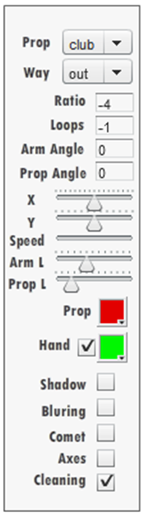 Prop club
Way out
Ratio -4
Loops -1
Arm Angle 0
Prop Angle 0
X
Y
Speed
Arm L
Prop L
Prop
Hand
Shadow
Bluring
Comet
Axes
Cleaning